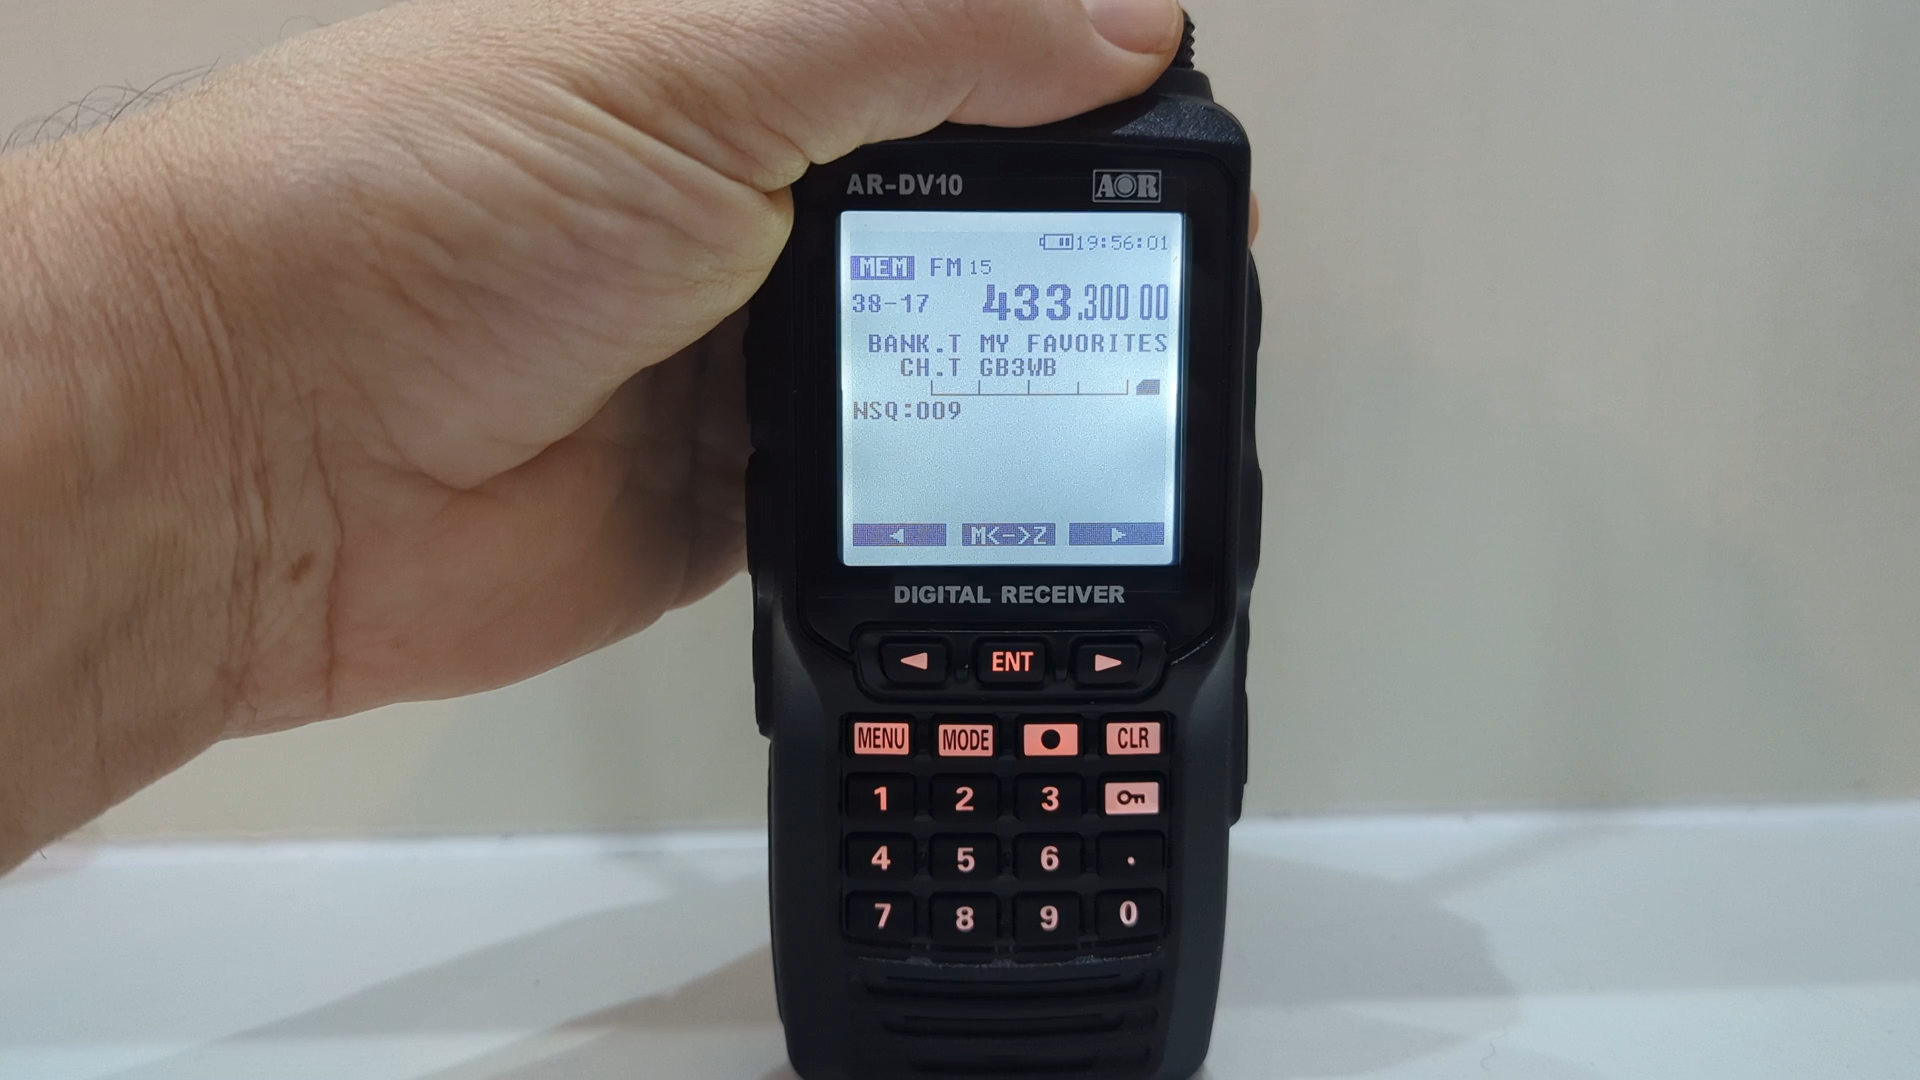 AR-DV10 AOR
19:56:01
MEM FM 15
38-17 433.300 00
BANK.T MY FAVORITES
CH.T GB3WB
NSQ:009
M<->Z
DIGITAL RECEIVER
ENT
MENU MODE CLR
1 2 3
4 5 6 .
7 8 9 0